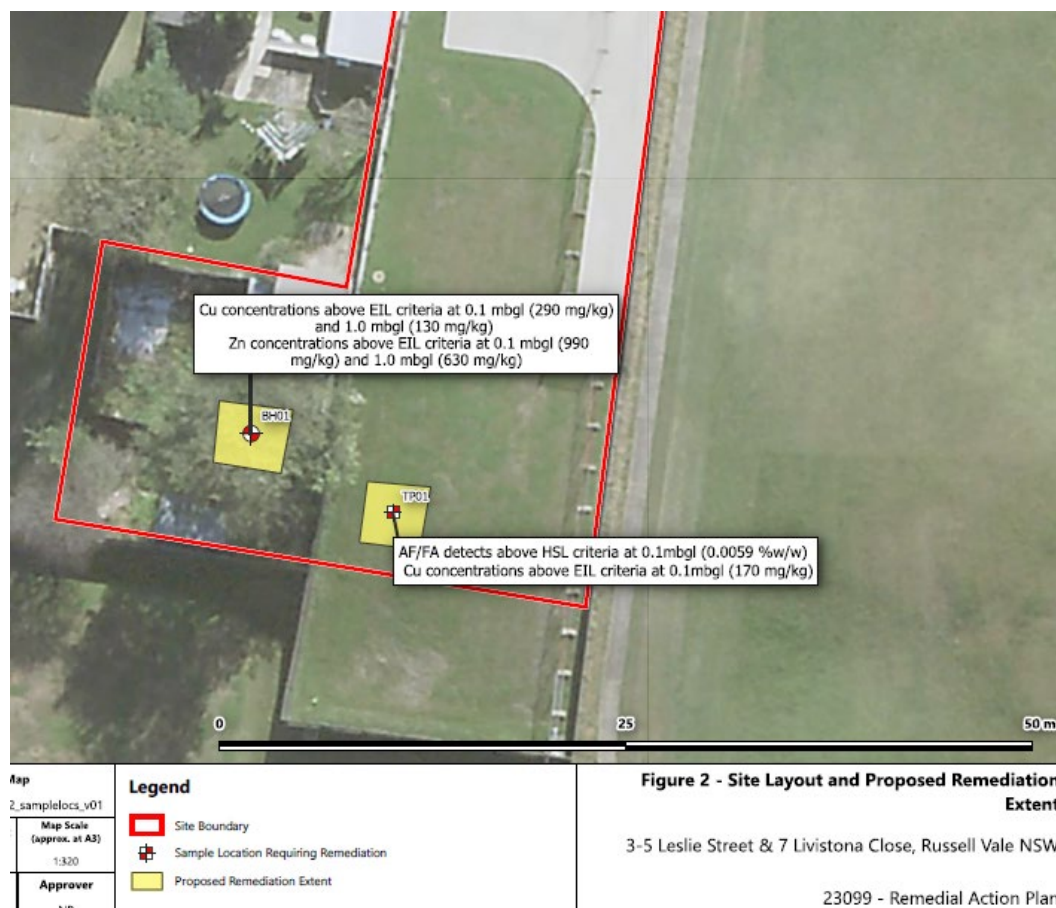 Cu concentrations above EIL criteria at 0.1 mbgl (290 mg/kg)
and 1.0 mbgl (130 mg/kg)
Zn concentrations above EIL criteria at 0.1 mbgl (990
mg/kg) and 1.0 mbgl (630 mg/kg)
BH01
TP01
AF/FA detects above HSL criteria at 0.1mbgl (0.0059 %w/w)
Cu concentrations above EIL criteria at 0.1mbgl (170 mg/kg)
0
25
50 m
Map
2_samplelocs_v01
Map Scale
(approx. at A3)
1:320
Approver
Legend
Site Boundary
Sample Location Requiring Remediation
Proposed Remediation Extent
Figure 2 - Site Layout and Proposed Remediation
Extent
3-5 Leslie Street & 7 Livistona Close, Russell Vale NSW
23099 - Remedial Action Plan